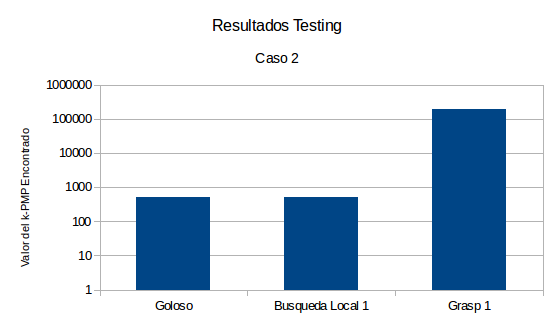 Resultados Testing
Caso 2
Valor del k-PMP Encontrado
1000000
100000
10000
1000
100
10
1
Goloso
Busqueda Local 1
Grasp 1